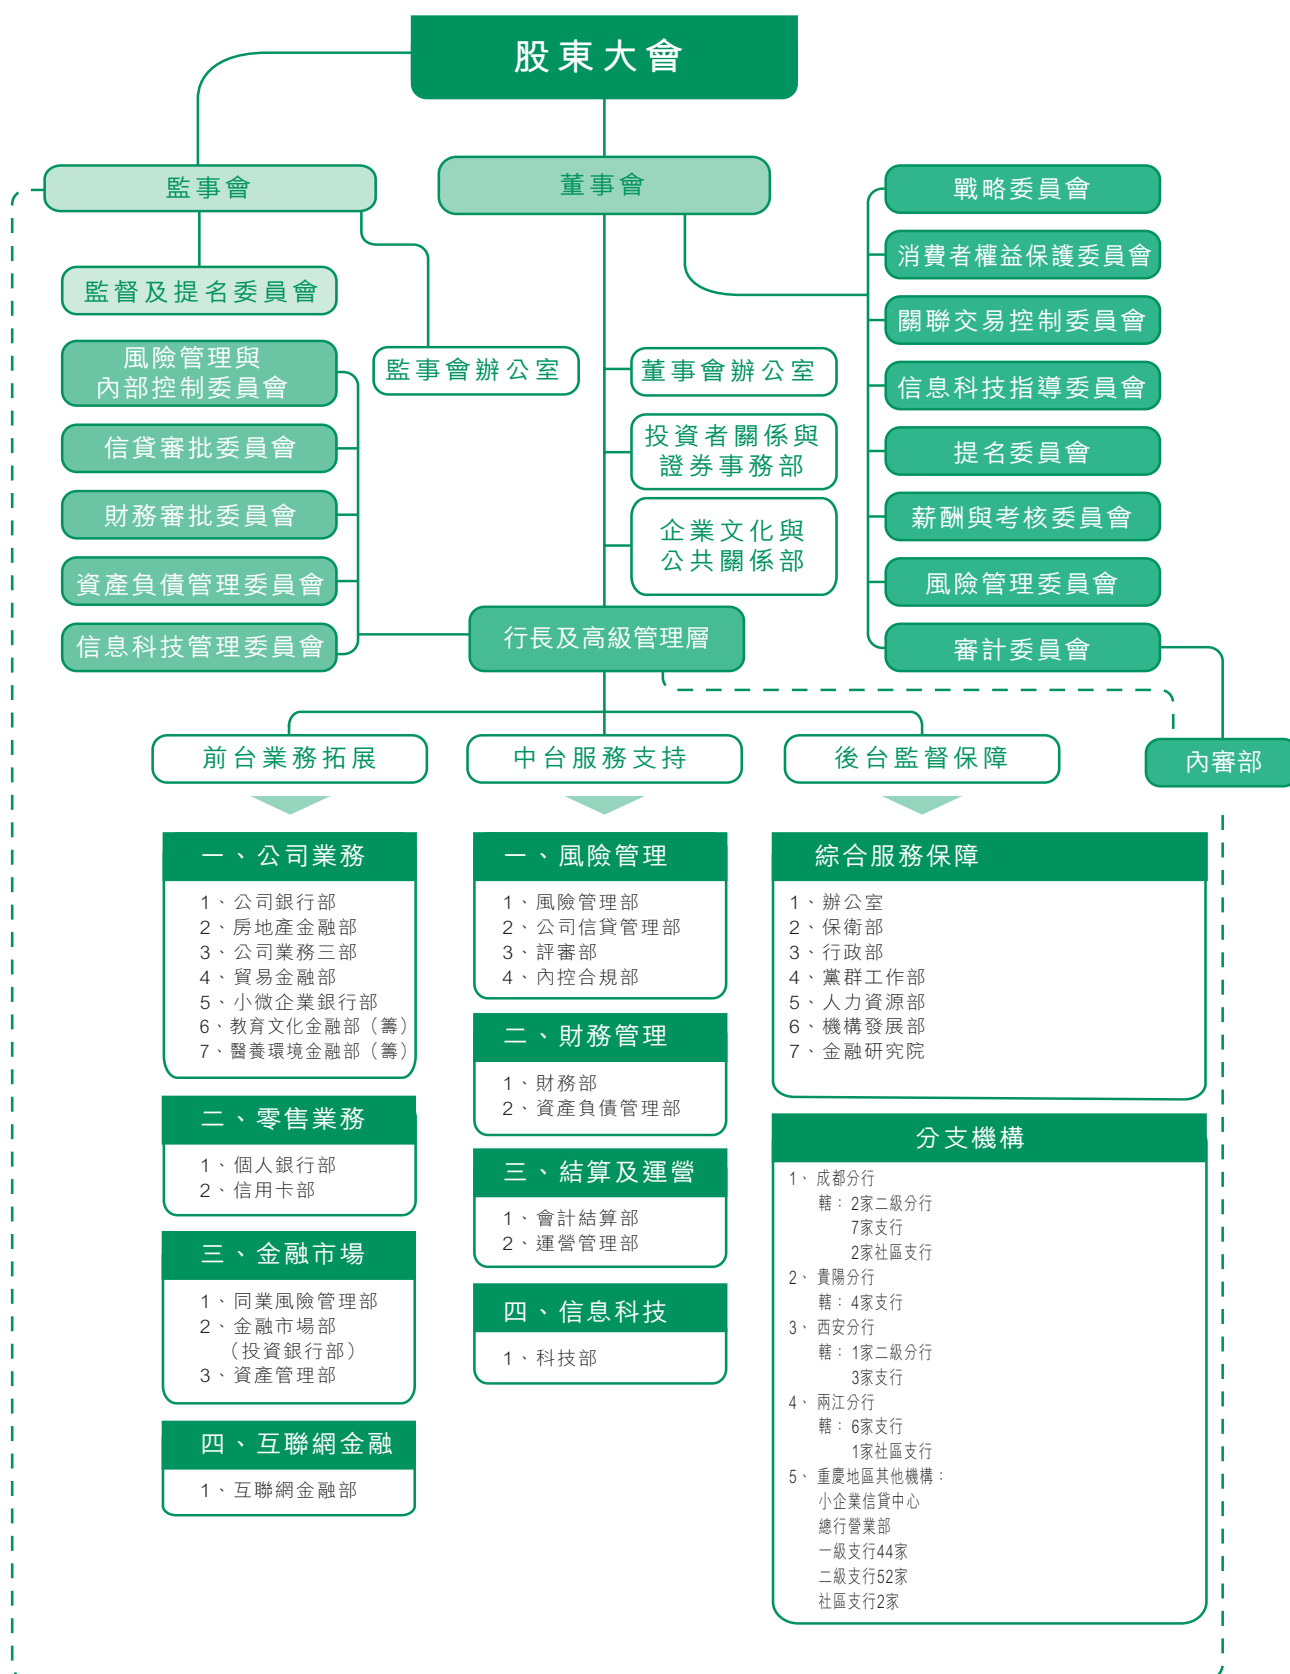 股東大會
監事會
董事會
監督及提名委員會
監事會辦公室
風險管理與
內部控制委員會
信貸審批委員會
財務審批委員會
資產負債管理委員會
信息科技管理委員會
董事會辦公室
投資者關係與
證券事務部
企業文化與
公共關係部
戰略委員會
消費者權益保護委員會
關聯交易控制委員會
信息科技指導委員會
提名委員會
薪酬與考核委員會
風險管理委員會
審計委員會
行長及高級管理層
內審部
前台業務拓展
一、公司業務
1、公司銀行部
2、房地產金融部
3、公司業務三部
4、貿易金融部
5、小微企業銀行部
6、教育文化金融部（籌）
7、醫養環境金融部（籌）
二、零售業務
1、個人銀行部
2、信用卡部
三、金融市場
1、同業風險管理部
2、金融市場部
（投資銀行部）
3、資產管理部
四、互聯網金融
1、互聯網金融部
中台服務支持
一、風險管理
1、風險管理部
2、公司信貸管理部
3、評審部
4、內控合規部
二、財務管理
1、財務部
2、資產負債管理部
三、結算及運營
1、會計結算部
2、運營管理部
四、信息科技
1、科技部
後台監督保障
綜合服務保障
1、辦公室
2、保衛部
3、行政部
4、黨群工作部
5、人力資源部
6、機構發展部
7、金融研究院
分支機構
1、成都分行
轄：2家二級分行
7家支行
2家社區支行
2、貴陽分行
轄：4家支行
3、西安分行
轄：1家二級分行
3家支行
4、兩江分行
轄：6家支行
1家社區支行
5、重慶地區其他機構：
小企業信貸中心
總行營業部
一級支行44家
二級支行52家
社區支行2家